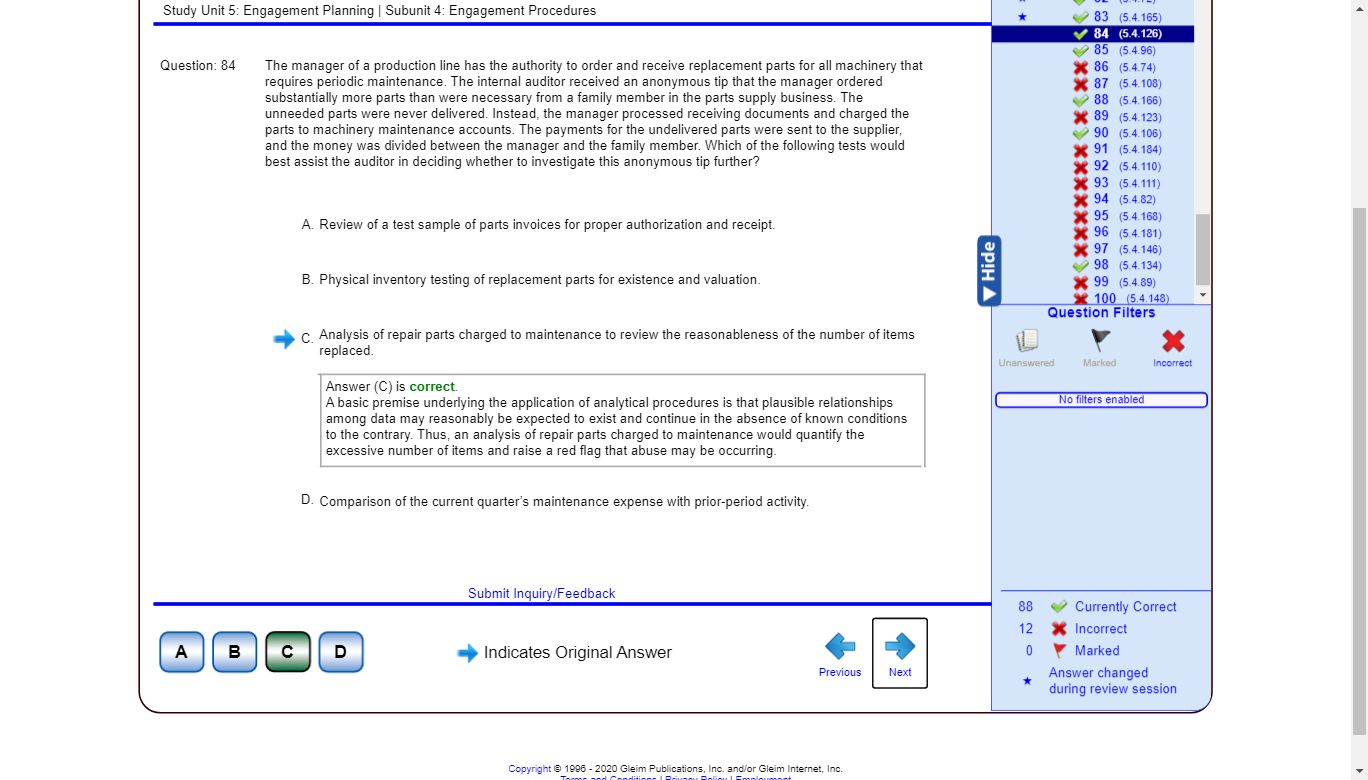 Study Unit 5: Engagement Planning | Subunit 4: Engagement Procedures
Question: 84
The manager of a production line has the authority to order and receive replacement parts for all machinery that
requires periodic maintenance. The internal auditor received an anonymous tip that the manager ordered
substantially more parts than were necessary from a family member in the parts supply business. The
unneeded parts were never delivered. Instead, the manager processed receiving documents and charged the
parts to machinery maintenance accounts. The payments for the undelivered parts were sent to the supplier,
and the money was divided between the manager and the family member. Which of the following tests would
best assist the auditor in deciding whether to investigate this anonymous tip further?
A. Review of a test sample of parts invoices for proper authorization and receipt.
B. Physical inventory testing of replacement parts for existence and valuation.
C. Analysis of repair parts charged to maintenance to review the reasonableness of the number of items
replaced.
Answer (C) is correct.
A basic premise underlying the application of analytical procedures is that plausible relationships
among data may reasonably be expected to exist and continue in the absence of known conditions
to the contrary. Thus, an analysis of repair parts charged to maintenance would quantify the
excessive number of items and raise a red flag that abuse may be occurring.
D. Comparison of the current quarter's maintenance expense with prior-period activity.
Submit Inquiry/Feedback
A B C D
Indicates Original Answer
Previous
Next
83 (5.4.165)
84 (5.4.126)
85 (5.4.96)
86 (5.4.74)
87 (5.4.108)
88 (5.4.166)
89 (5.4.123)
90 (5.4.106)
91 (5.4.184)
92 (5.4.110)
93 (5.4.111)
94 (5.4.82)
95 (5.4.168)
96 (5.4.181)
97 (5.4.146)
98 (5.4.134)
99 (5.4.89)
100 (5.4.148)
Hide
Question Filters
Unanswered Marked Incorrect
No filters enabled
88 Currently Correct
12 Incorrect
0 Marked
Answer changed
during review session
Copyright © 1996 - 2020 Gleim Publications, Inc. and/or Gleim Internet, Inc.
Terms and Conditions | Privacy Policy | Employment